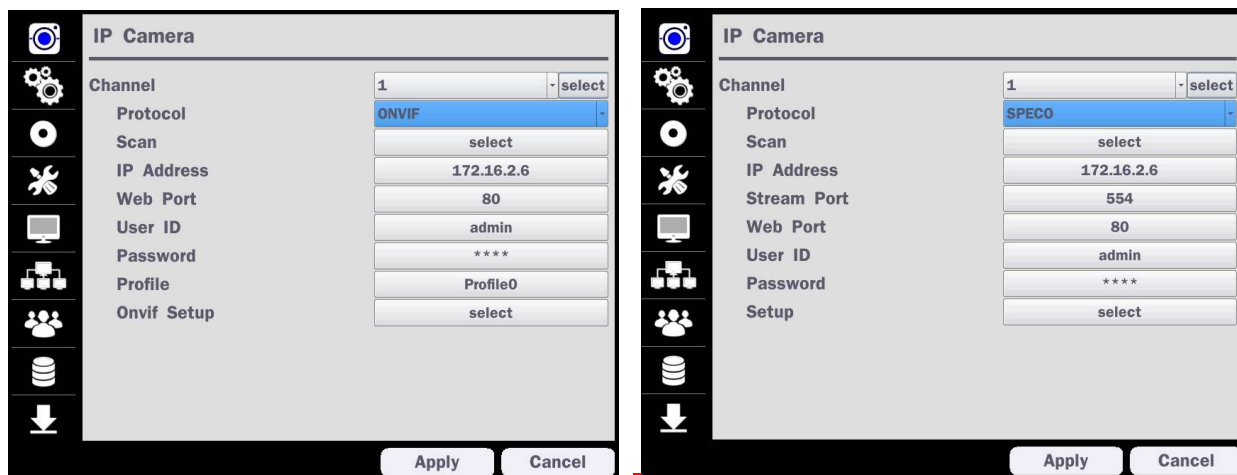 IP Camera
Channel 1 select
Protocol ONVIF
Scan select
IP Address 172.16.2.6
Web Port 80
User ID admin
Password ****
Profile Profile0
Onvif Setup select
Apply Cancel
IP Camera
Channel 1 select
Protocol SPECO
Scan select
IP Address 172.16.2.6
Stream Port 554
Web Port 80
User ID admin
Password ****
Setup select
Apply Cancel